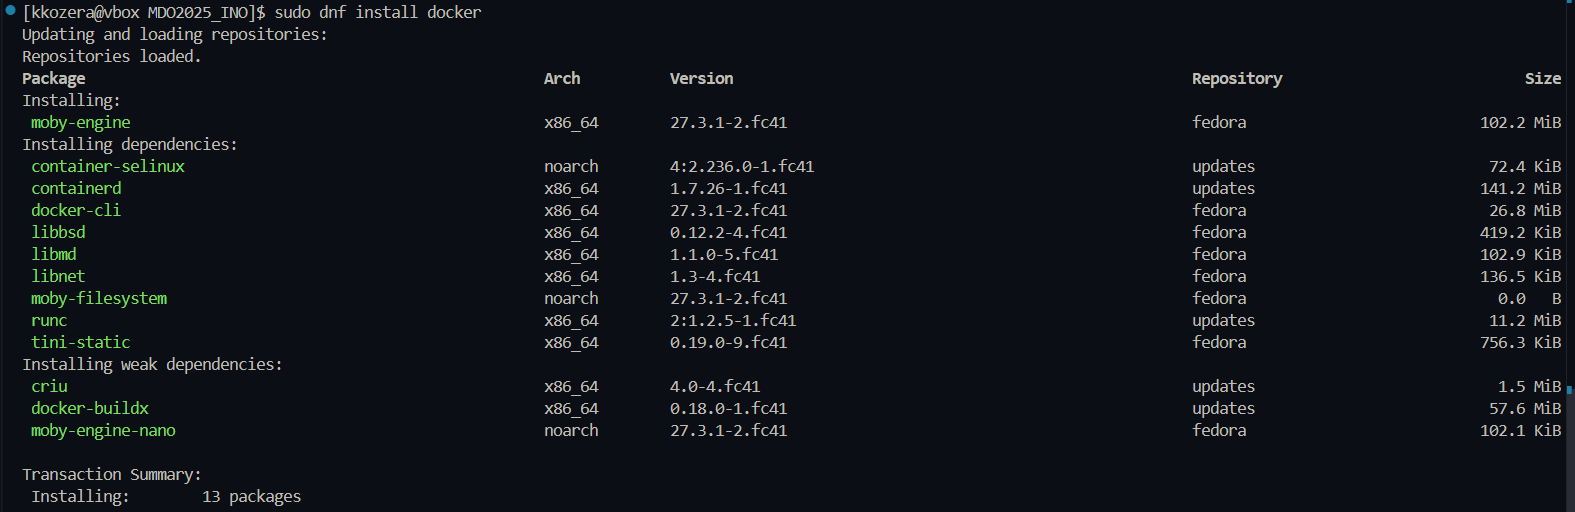 [kkozera@vbox MDO2025_INO]$ sudo dnf install docker
Updating and loading repositories:
Repositories loaded.
Package Arch Version Repository Size
Installing:
moby-engine x86_64 27.3.1-2.fc41 fedora 102.2 MiB
Installing dependencies:
container-selinux noarch 4:2.236.0-1.fc41 updates 72.4 KiB
containerd x86_64 1.7.26-1.fc41 updates 141.2 MiB
docker-cli x86_64 27.3.1-2.fc41 fedora 26.8 MiB
libbsd x86_64 0.12.2-4.fc41 fedora 419.2 KiB
libmd x86_64 1.1.0-5.fc41 fedora 102.9 KiB
libnet x86_64 1.3-4.fc41 fedora 136.5 KiB
moby-filesystem noarch 27.3.1-2.fc41 fedora 0.0 B
runc x86_64 2:1.2.5-1.fc41 updates 11.2 MiB
tini-static x86_64 0.19.0-9.fc41 fedora 756.3 KiB
Installing weak dependencies:
criu x86_64 4.0-4.fc41 updates 1.5 MiB
docker-buildx x86_64 0.18.0-1.fc41 updates 57.6 MiB
moby-engine-nano noarch 27.3.1-2.fc41 fedora 102.1 KiB
Transaction Summary:
Installing: 13 packages